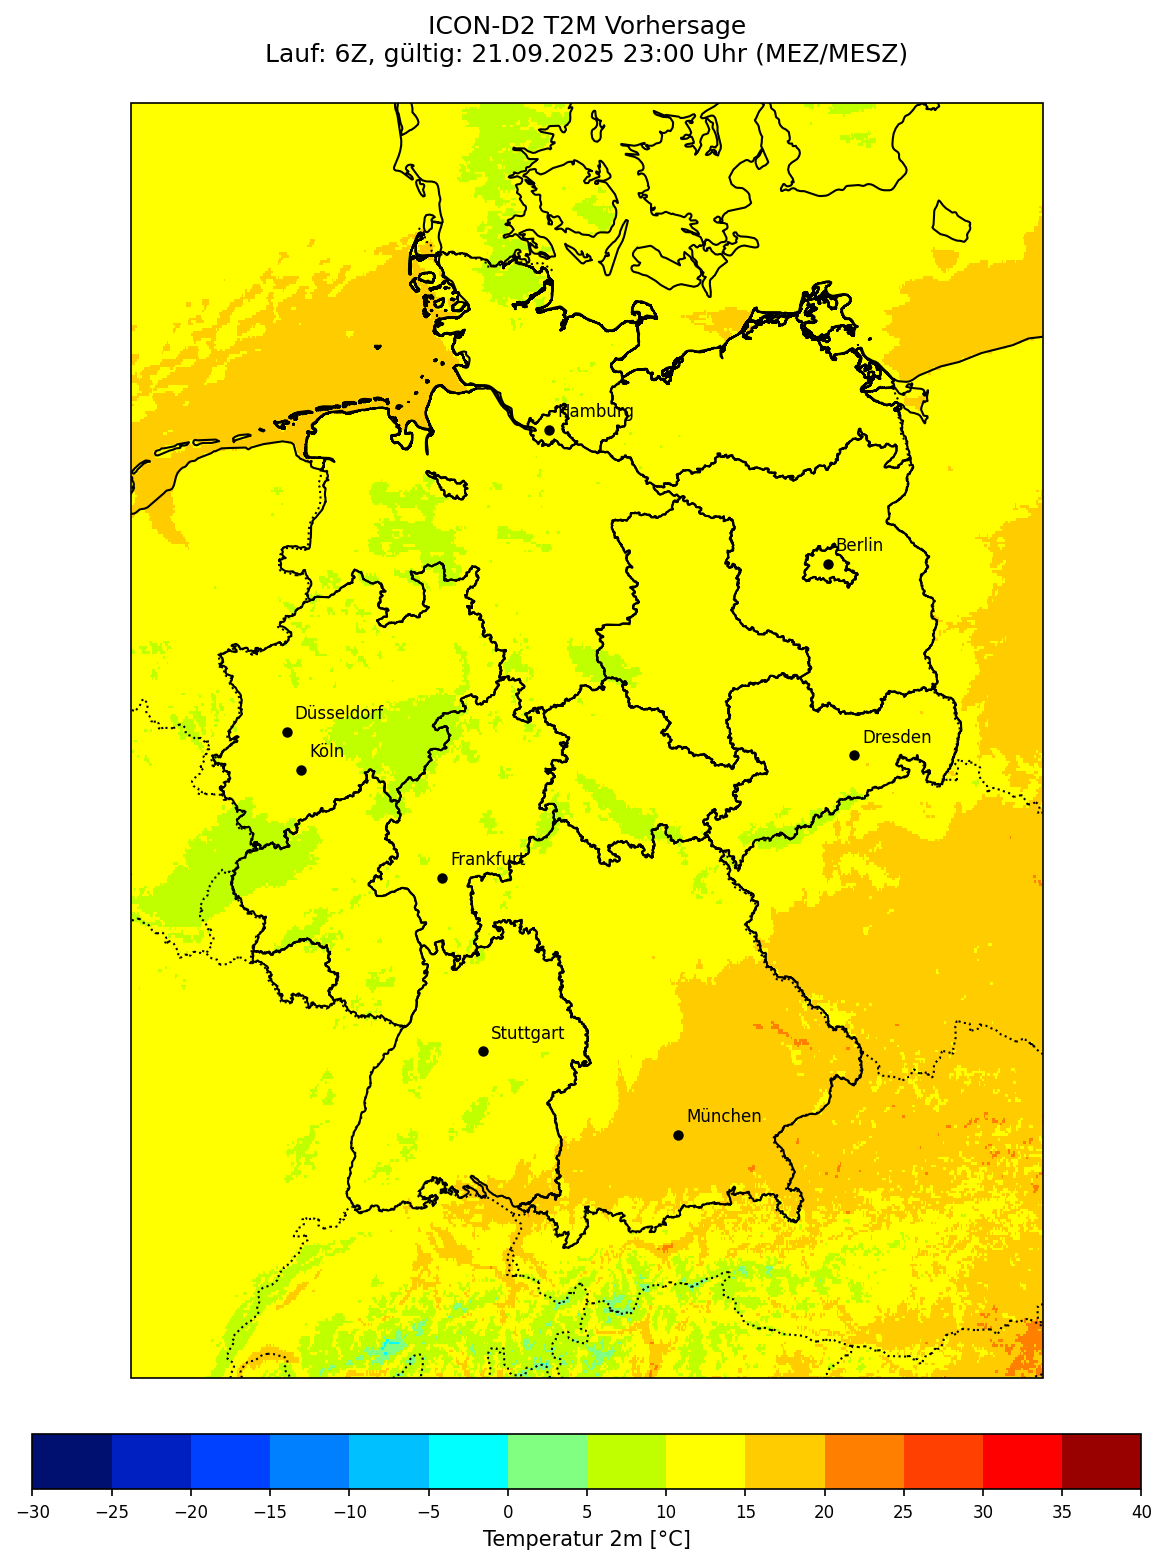 ICON-D2 T2M Vorhersage
Lauf: 6Z, gültig: 21.09.2025 23:00 Uhr (MEZ/MESZ)
Hamburg
Berlin
Düsseldorf
Dresden
Köln
Frankfurt
Stuttgart
München
−30 −25 −20 −15 −10 −5 0 5 10 15 20 25 30 35 40
Temperatur 2m [°C]